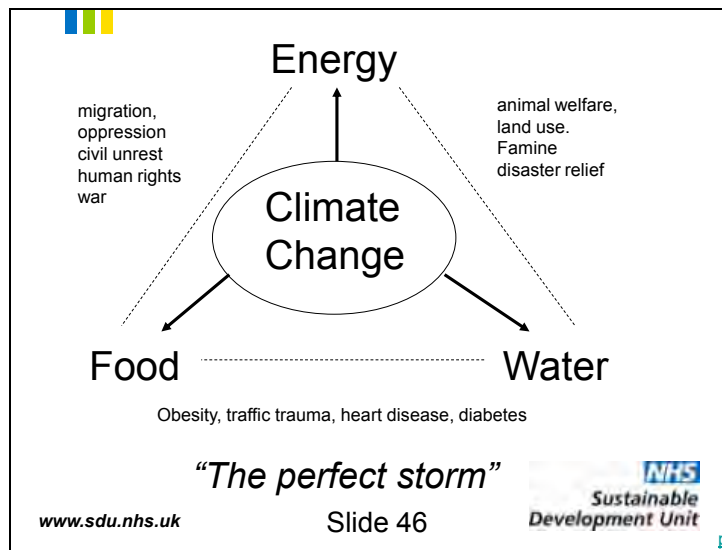 Energy
migration,
oppression
civil unrest
human rights
war
animal welfare,
land use.
Famine
disaster relief
Climate
Change
Food
Water
Obesity, traffic trauma, heart disease, diabetes
“The perfect storm”
NHS
Sustainable
Development Unit
www.sdu.nhs.uk
Slide 46